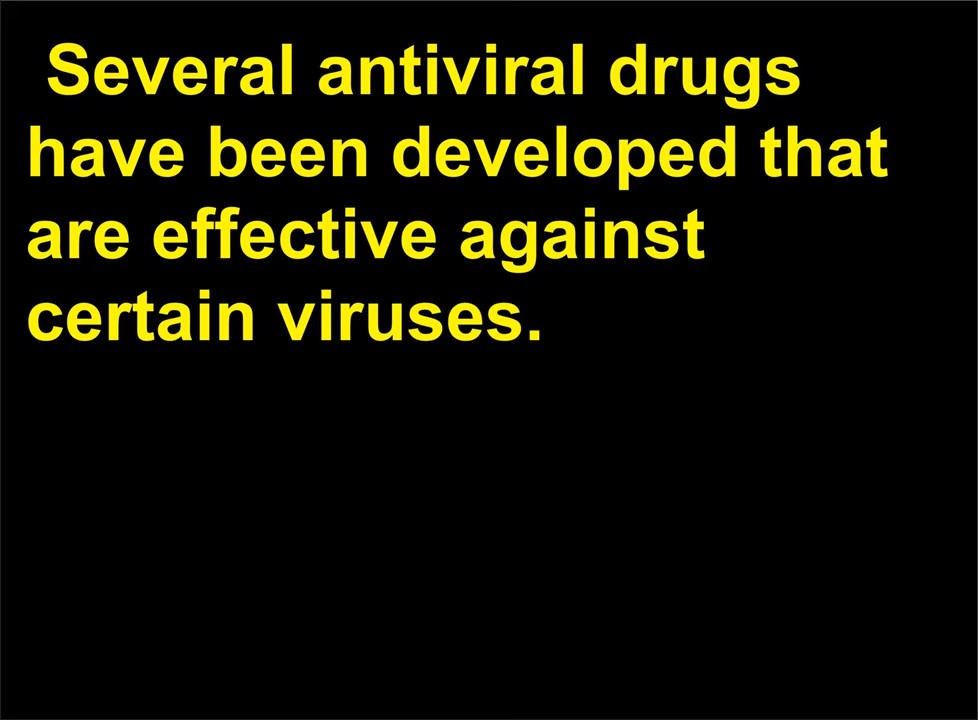 Several antiviral drugs
have been developed that
are effective against
certain viruses.